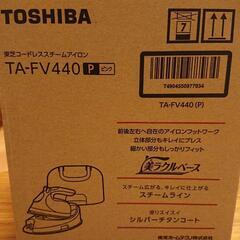 TOSHIBA
東芝コードレススチームアイロン
TA-FV440 P ピンク
7
T4904550977934
TA-FV440(P)
前後左右へ自在のアイロンフットワーク
立体部分もキレイにプレス
細かい部分もしっかりフィット
美ラクルベース
スチーム広がる、キレイに仕上がる
スチームライン
滑りスイスイ
シルバーチタンコート
東芝ホームテクノ株式会社